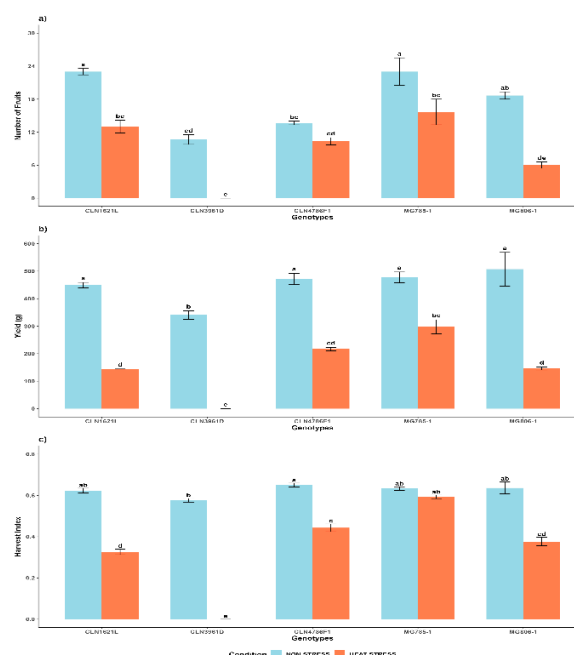 a)
30
24
18
12
6
0
Number of Fruits
a
bc
cd
e
bc
cd
a
bc
ab
de
CLN1621L
CLN3961D
CLN4786F1
MG785-1
MG806-1
Genotypes
b)
600
500
400
300
200
100
0
Yield (g)
a
d
b
e
a
cd
a
bc
a
d
CLN1621L
CLN3961D
CLN4786F1
MG785-1
MG806-1
Genotypes
c)
0.8
0.6
0.4
0.2
0.0
Harvest Index
ab
d
b
e
a
c
ab
ab
ab
cd
CLN1621L
CLN3961D
CLN4786F1
MG785-1
MG806-1
Genotypes
Condition NON STRESS HEAT STRESS